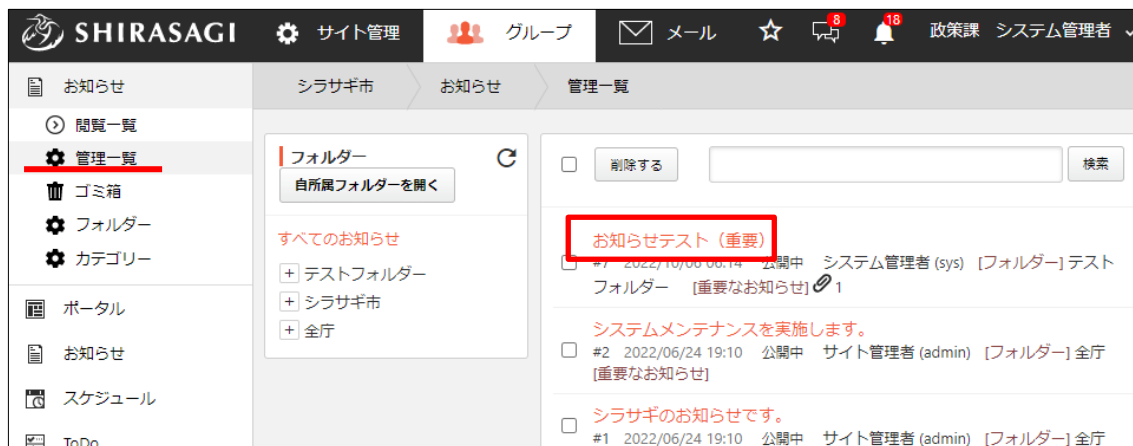 SHIRASAGI
サイト管理
グループ
メール
8
18
政策課 システム管理者
お知らせ
閲覧一覧
管理一覧
ゴミ箱
フォルダー
カテゴリー
ポータル
お知らせ
スケジュール
ToDo
シラサギ市
お知らせ
管理一覧
フォルダー
自所属フォルダーを開く
すべてのお知らせ
+ テストフォルダー
+ シラサギ市
+ 全庁
削除する
検索
お知らせテスト（重要）
#7 2022/10/06 06:14 公開中 システム管理者 (sys) [フォルダー] テスト
フォルダー [重要なお知らせ] 1
システムメンテナンスを実施します。
#2 2022/06/24 19:10 公開中 サイト管理者 (admin) [フォルダー] 全庁
[重要なお知らせ]
シラサギのお知らせです。
#1 2022/06/24 19:10 公開中 サイト管理者 (admin) [フォルダー] 全庁